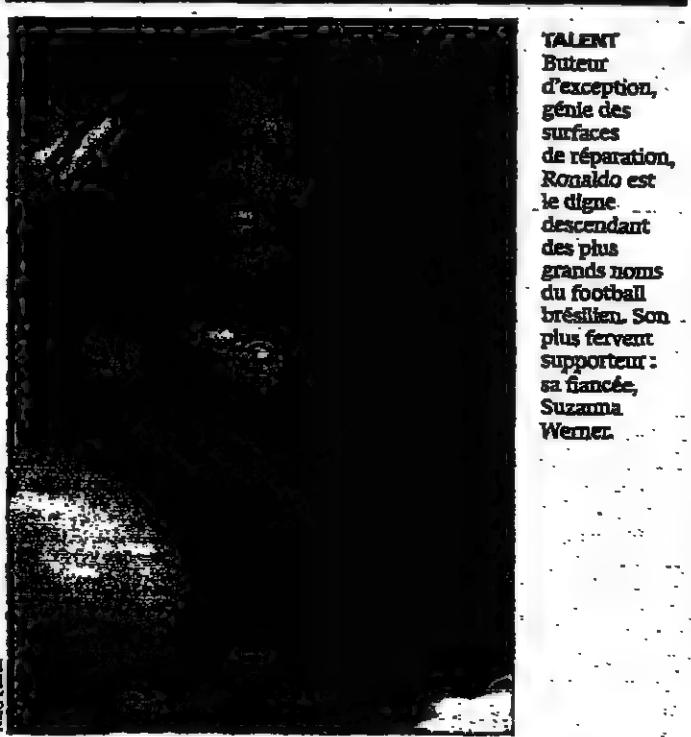 TALENT
Buteur
d'exception,
génie des
surfaces
de réparation,
Ronaldo est
le digne
descendant
des plus
grands noms
du football
brésilien. Son
plus fervent
supporteur :
sa fiancée,
Suzanna
Werner.